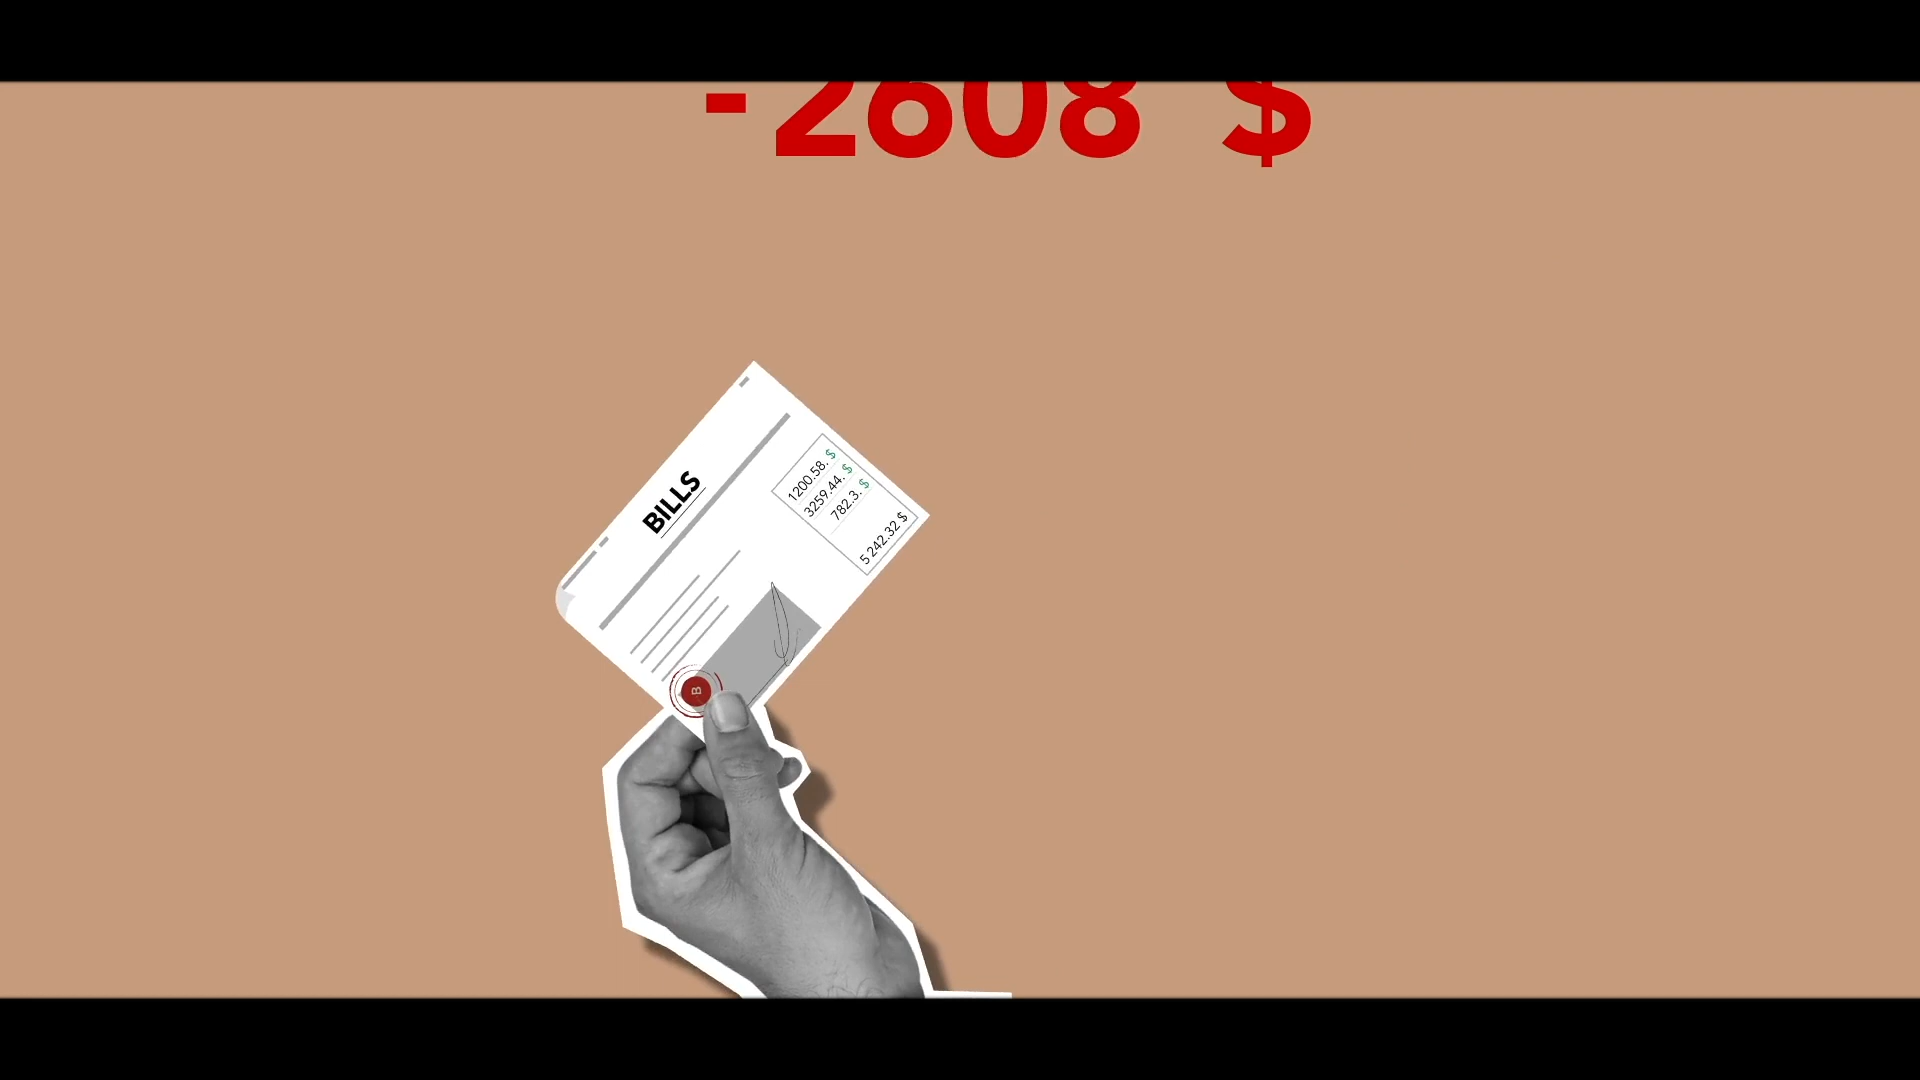 -2608 $
BILLS
1200.58. $
3259.44. $
782.3. $
5 242.32 $
B